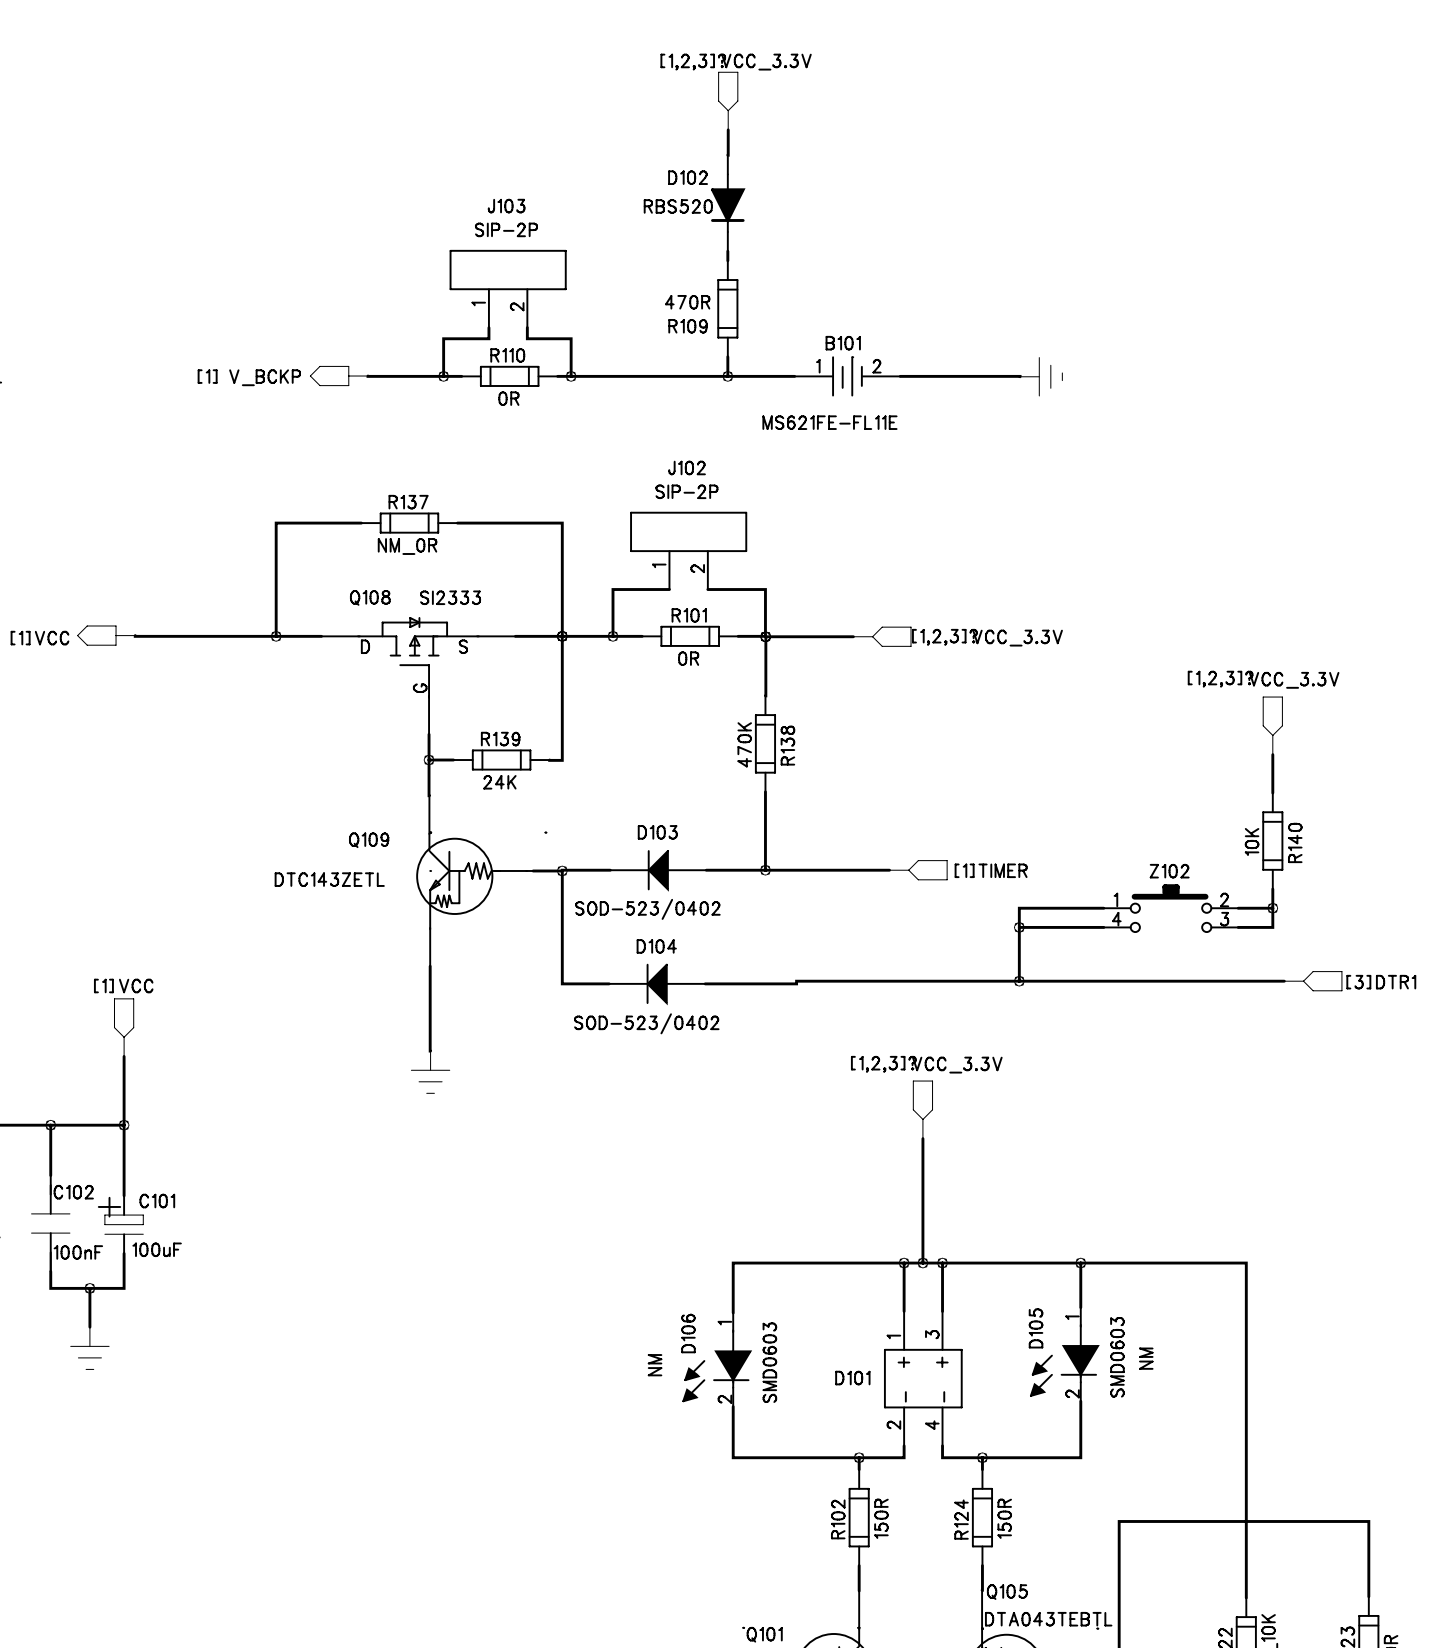 [1,2,3]?VCC_3.3V
D102
RBS520
J103
SIP-2P
1
2
470R
R109
R110
0R
[1] V_BCKP
B101
1
2
MS621FE-FL11E
J102
SIP-2P
1
2
R137
NM_0R
Q108
SI2333
[1]VCC
D
S
G
R101
0R
[1,2,3]?VCC_3.3V
[1,2,3]?VCC_3.3V
R139
24K
470K
R138
Q109
DTC143ZETL
D103
SOD-523/0402
[1]TIMER
10K
R140
Z102
1
2
4
3
D104
SOD-523/0402
[3]DTR1
[1]VCC
[1,2,3]?VCC_3.3V
C102
100nF
C101
100uF
NM
D106
1
2
SMD0603
D101
1
3
2
4
D105
1
2
SMD0603
NM
R102
150R
R124
150R
Q105
DTA043TEBTL
Q101
22
_10K
23